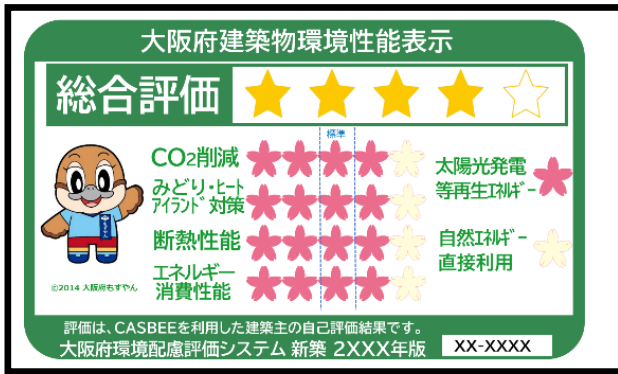 大阪府建築物環境性能表示
総合評価
標準
CO2削減
みどり・ヒート
アイランド対策
断熱性能
エネルギー
消費性能
太陽光発電
等再生エネルギー
自然エネルギー
直接利用
©2014 大阪府もずやん
評価は、CASBEEを利用した建築主の自己評価結果です。
大阪府環境配慮評価システム 新築 2XXX年版
XX-XXXX